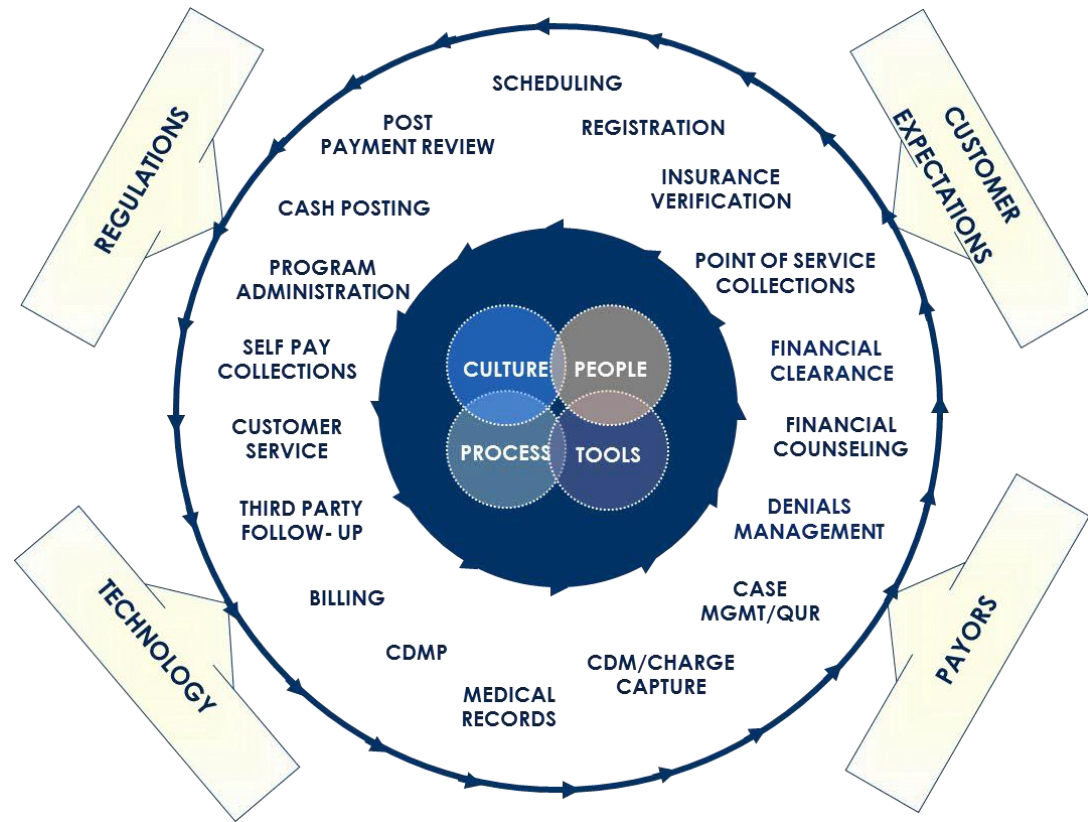 SCHEDULING
REGISTRATION
INSURANCE
VERIFICATION
POINT OF SERVICE
COLLECTIONS
FINANCIAL
CLEARANCE
FINANCIAL
COUNSELING
DENIALS
MANAGEMENT
CASE
MGMT/QUR
CDM/CHARGE
CAPTURE
MEDICAL
RECORDS
CDMP
BILLING
THIRD PARTY
FOLLOW- UP
CUSTOMER
SERVICE
SELF PAY
COLLECTIONS
PROGRAM
ADMINISTRATION
CASH POSTING
POST
PAYMENT REVIEW
CULTURE
PEOPLE
PROCESS
TOOLS
REGULATIONS
CUSTOMER
EXPECTATIONS
TECHNOLOGY
PAYORS